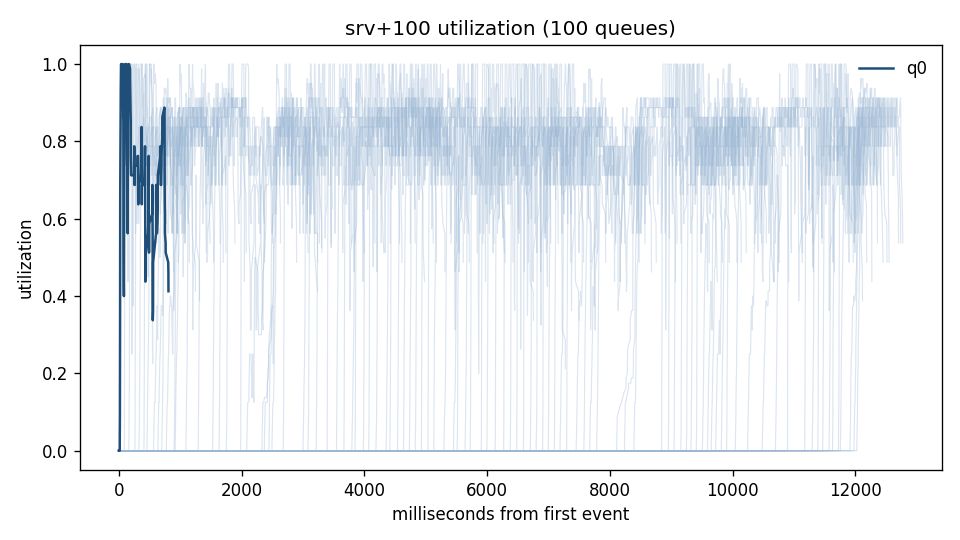 srv+100 utilization (100 queues)
q0
utilization
1.0
0.8
0.6
0.4
0.2
0.0
0 2000 4000 6000 8000 10000 12000
milliseconds from first event